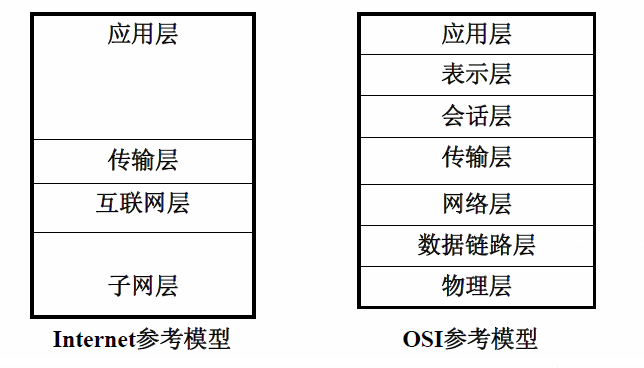 应用层
传输层
互联网层
子网层
Internet参考模型
应用层
表示层
会话层
传输层
网络层
数据链路层
物理层
OSI参考模型